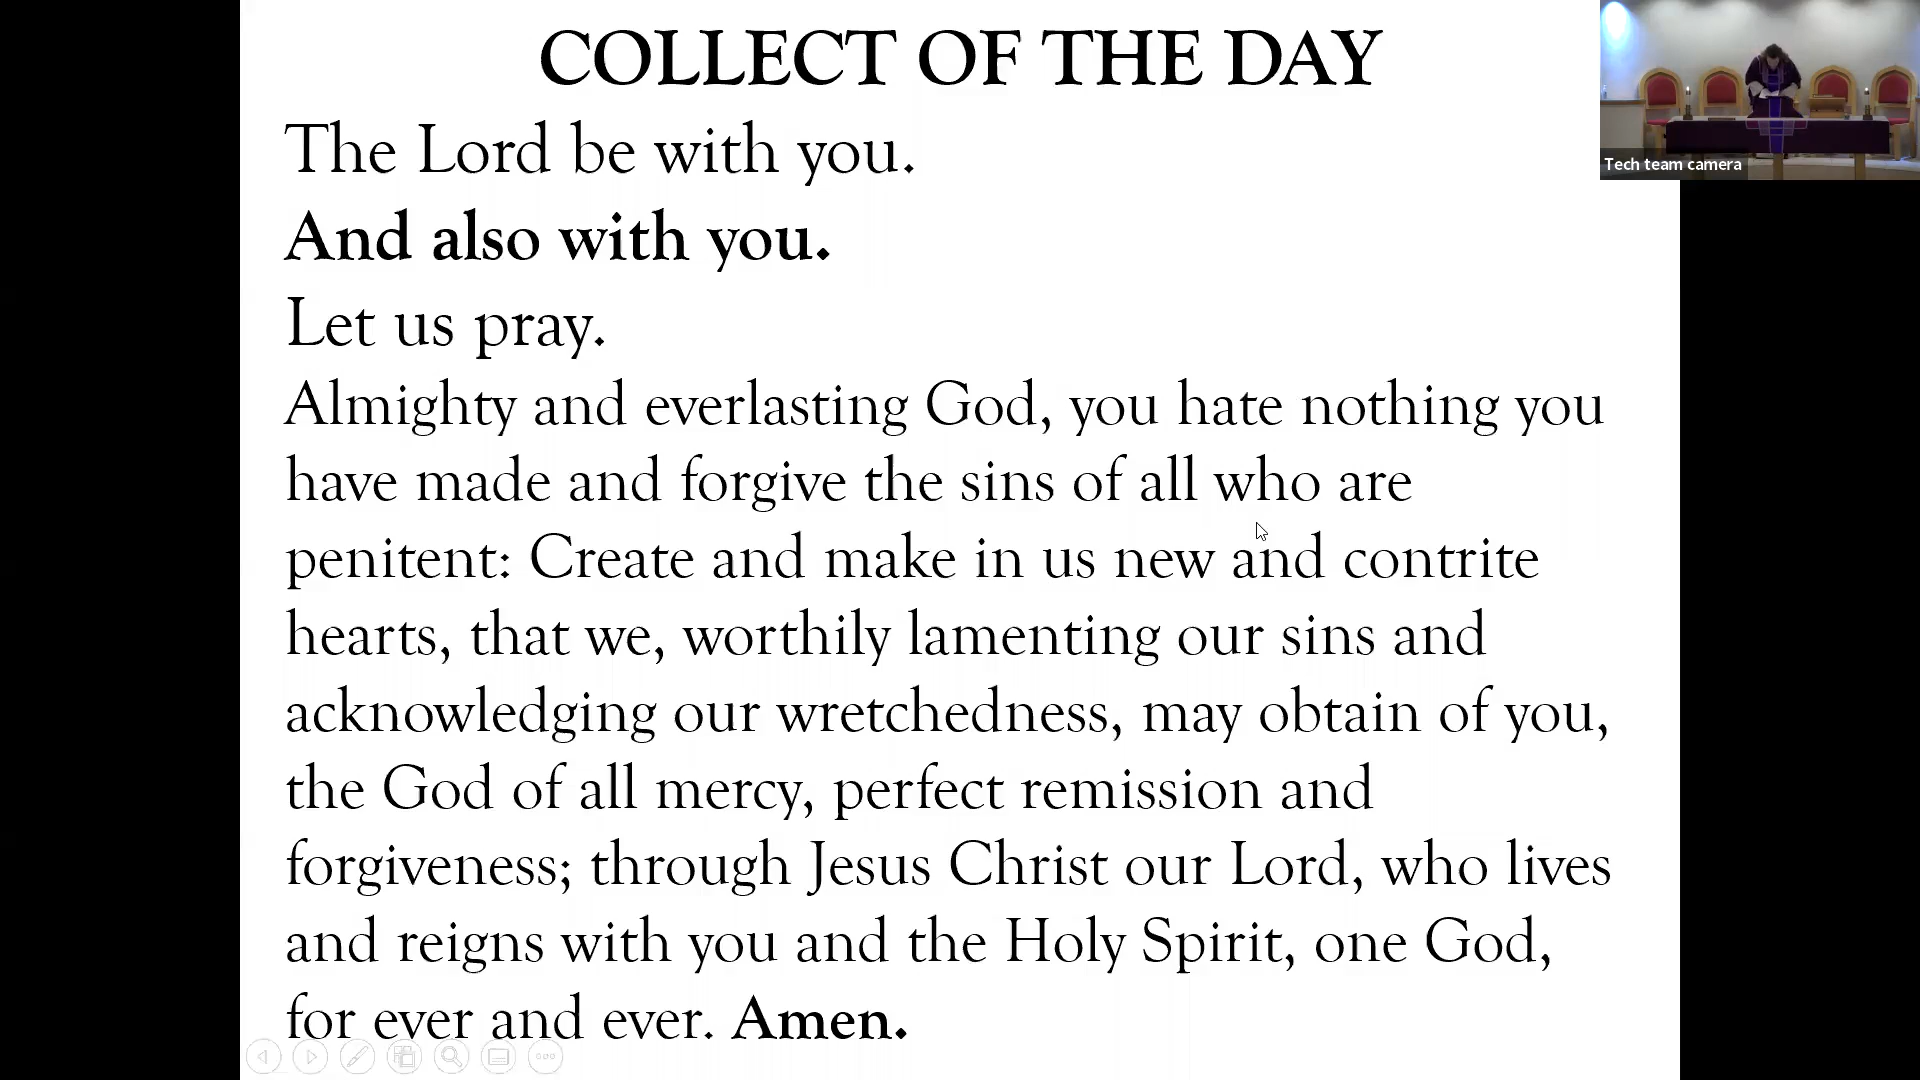 COLLECT OF THE DAY
The Lord be with you.
And also with you.
Let us pray.
Almighty and everlasting God, you hate nothing you
have made and forgive the sins of all who are
penitent: Create and make in us new and contrite
hearts, that we, worthily lamenting our sins and
acknowledging our wretchedness, may obtain of you,
the God of all mercy, perfect remission and
forgiveness; through Jesus Christ our Lord, who lives
and reigns with you and the Holy Spirit, one God,
for ever and ever. Amen.
Tech team camera